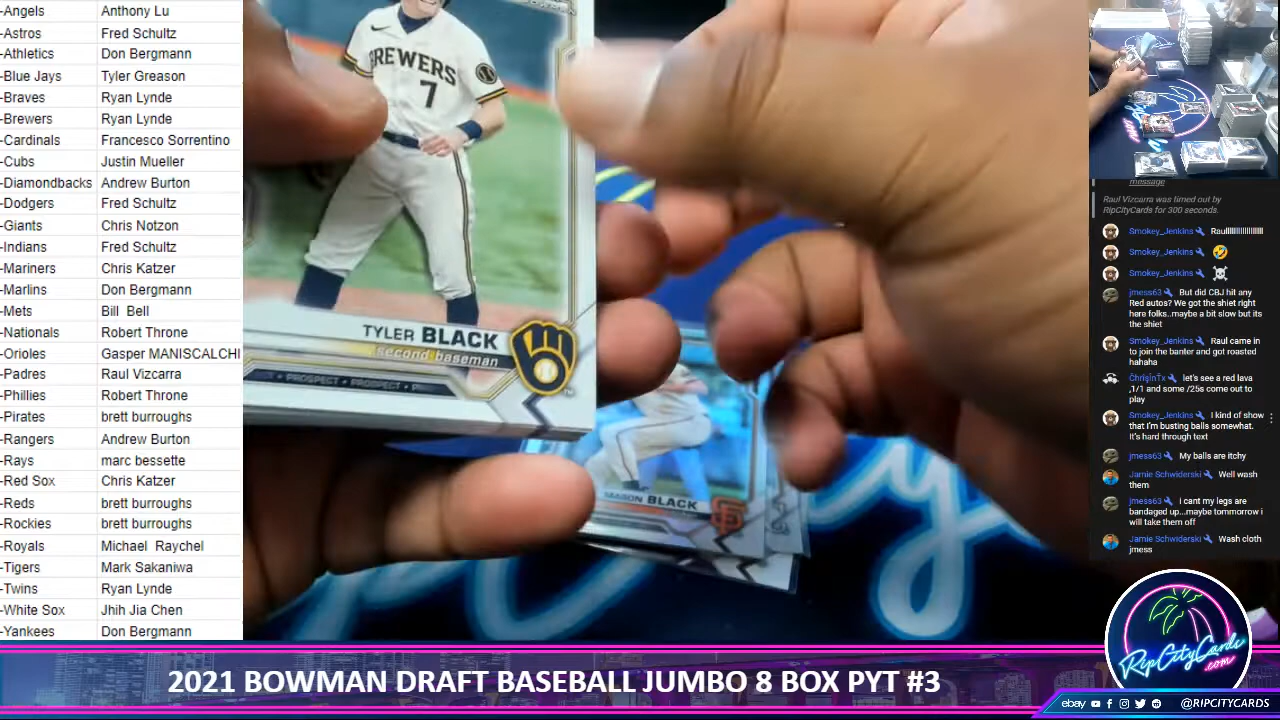 -Angels Anthony Lu
-Astros Fred Schultz
-Athletics Don Bergmann
-Blue Jays Tyler Greason
-Braves Ryan Lynde
-Brewers Ryan Lynde
-Cardinals Francesco Sorrentino
-Cubs Justin Mueller
-Diamondbacks Andrew Burton
-Dodgers Fred Schultz
-Giants Chris Notzon
-Indians Fred Schultz
-Mariners Chris Katzer
-Marlins Don Bergmann
-Mets Bill Bell
-Nationals Robert Throne
-Orioles Gasper MANISCALCHI
-Padres Raul Vizcarra
-Phillies Robert Throne
-Pirates brett burroughs
-Rangers Andrew Burton
-Rays marc bessette
-Red Sox Chris Katzer
-Reds brett burroughs
-Rockies brett burroughs
-Royals Michael Raychel
-Tigers Mark Sakaniwa
-Twins Ryan Lynde
-White Sox Jhih Jia Chen
-Yankees Don Bergmann
BREWERS
7
TYLER BLACK
second baseman
PROSPECT • PROSPECT •
MASON BLACK
SF
message
Raul Vizcarra was timed out by
RipCityCards for 300 seconds.
Smokey_Jenkins
Smokey_Jenkins 🤣
Smokey_Jenkins ☠
jmess63 But did CBJ hit any
Red autos? We got the shiet right
here folks..maybe a bit slow but its
the shiet
Smokey_Jenkins Raul came in
to join the banter and got roasted
hahaha
let's see a red lava
,1/1 and some /25s come out to
play
Smokey_Jenkins I kind of show
that I'm busting balls somewhat.
It's hard through text
jmess63 My balls are itchy
Jamie Schwiderski Well wash
them
jmess63 i cant my legs are
bandaged up...maybe tommorrow i
will take them off
Jamie Schwiderski Wash cloth
jmess
RipCityCards
.com
2021 BOWMAN DRAFT BASEBALL JUMBO 8 BOX PYT #3
ebay @RIPCITYCARDS